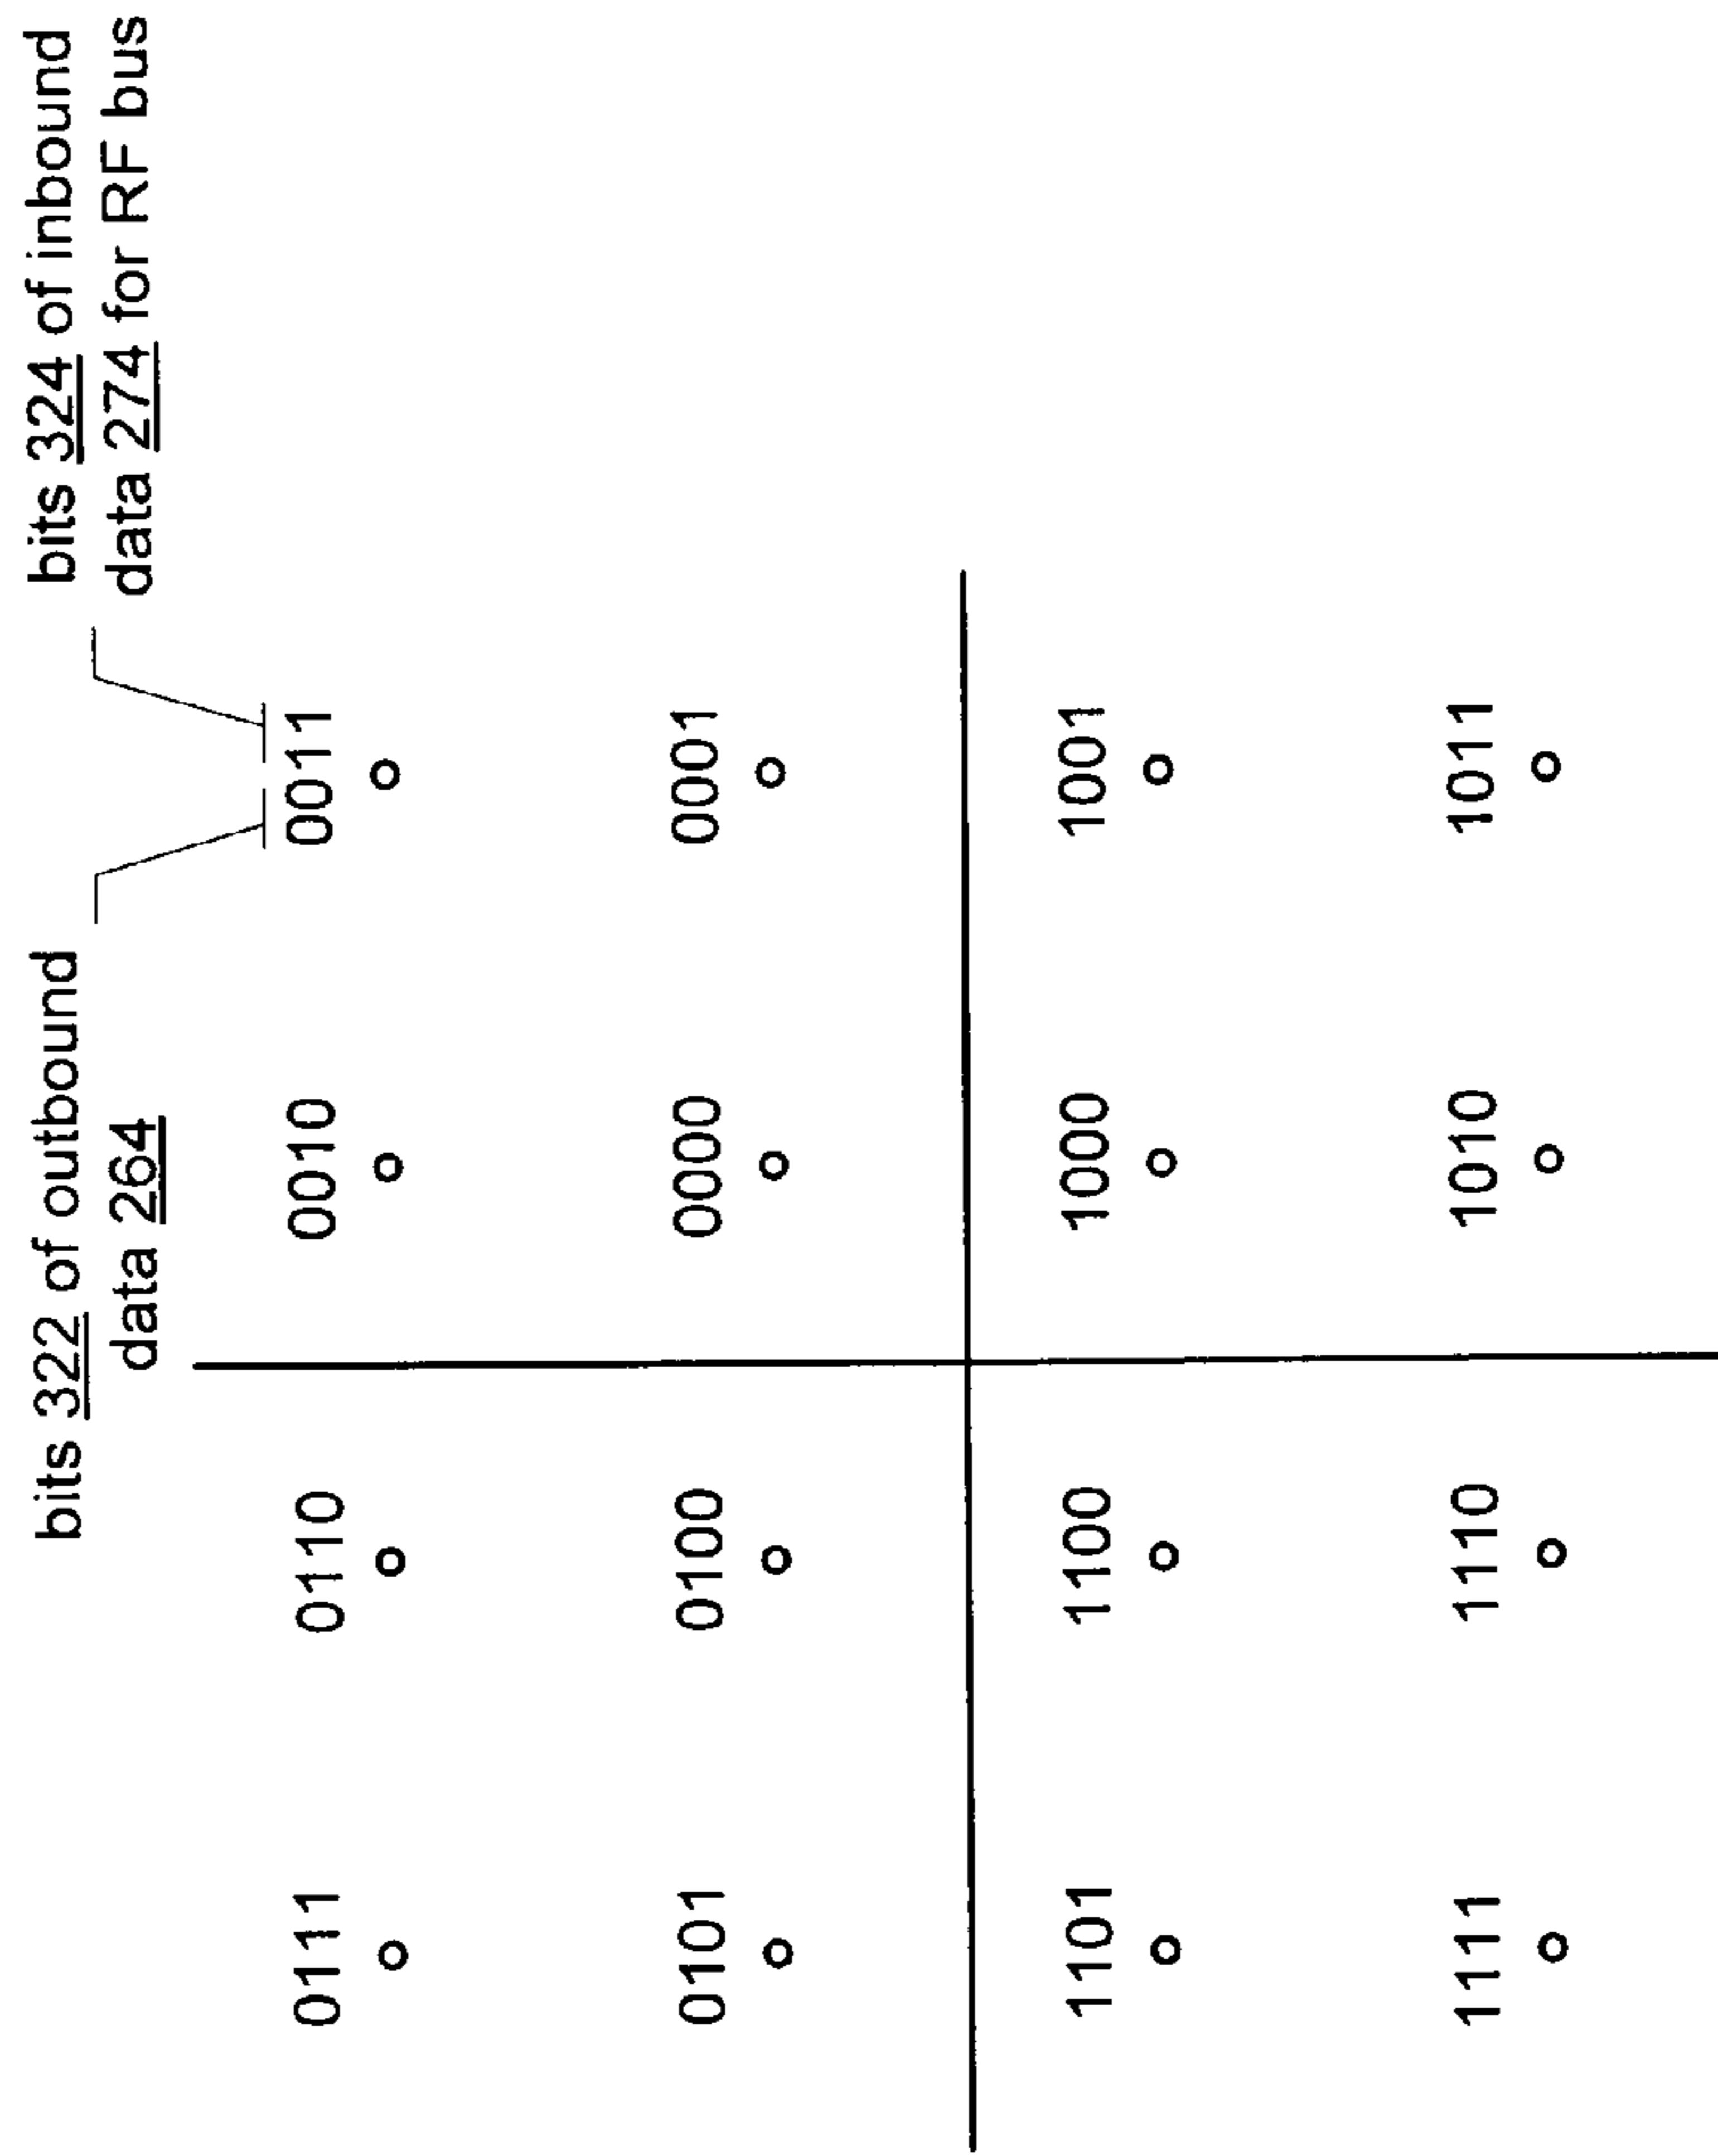 bits 322 of outbound
data 264
bits 324 of inbound
data 274 for RF bus
0111 0110 0010 0011
0101 0100 0000 0001
1101 1100 1000 1001
1111 1110 1010 1011